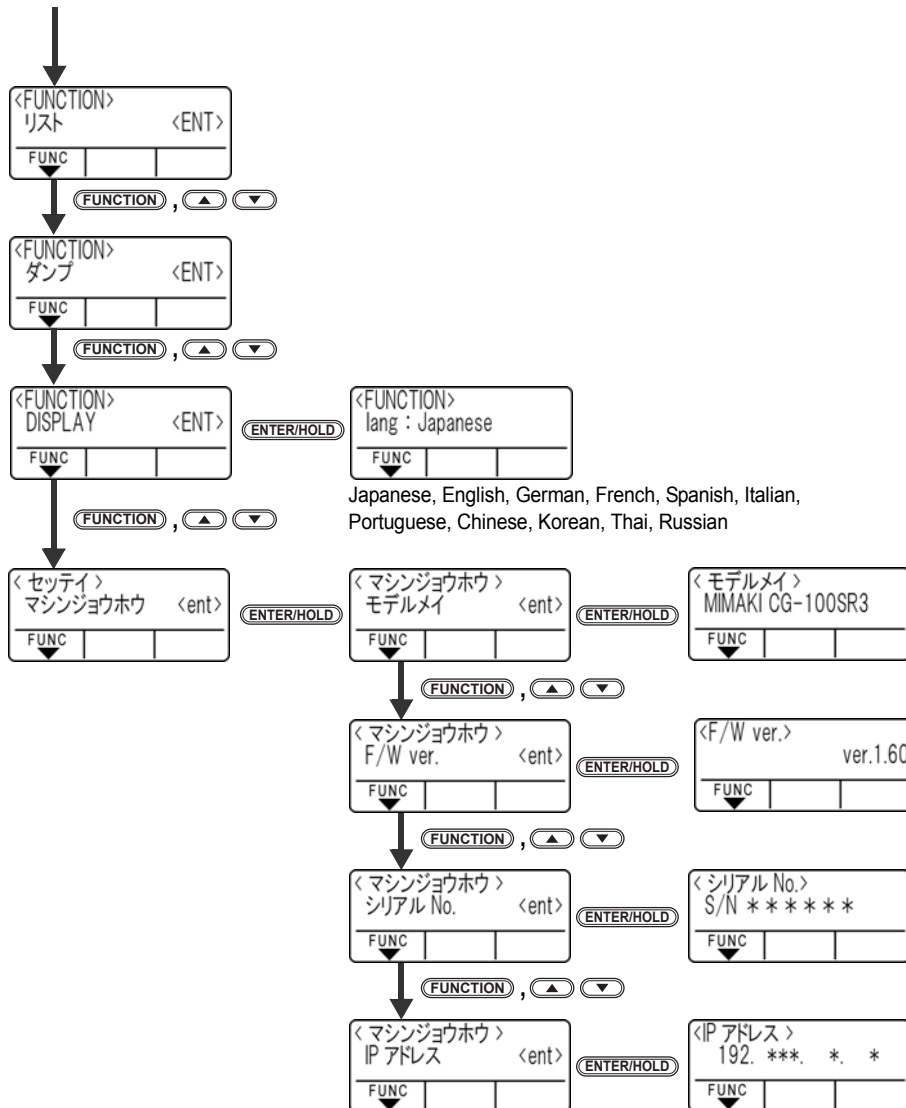 <FUNCTION>
リスト <ENT>
FUNC
FUNCTION ,
<FUNCTION>
ダンプ <ENT>
FUNC
FUNCTION ,
<FUNCTION>
DISPLAY <ENT>
FUNC
ENTER/HOLD
<FUNCTION>
lang : Japanese
FUNC
Japanese, English, German, French, Spanish, Italian,
Portuguese, Chinese, Korean, Thai, Russian
FUNCTION ,
< セッテイ >
マシンジョウホウ <ent>
FUNC
ENTER/HOLD
< マシンジョウホウ >
モデルメイ <ent>
FUNC
ENTER/HOLD
< モデルメイ >
MIMAKI CG-100SR3
FUNC
FUNCTION ,
< マシンジョウホウ >
F/W ver. <ent>
FUNC
ENTER/HOLD
<F/W ver.>
ver.1.60
FUNC
FUNCTION ,
< マシンジョウホウ >
シリアル No. <ent>
FUNC
ENTER/HOLD
< シリアル No.>
S/N ******
FUNC
FUNCTION ,
< マシンジョウホウ >
IP アドレス <ent>
FUNC
ENTER/HOLD
<IP アドレス >
192. ***. *. *
FUNC